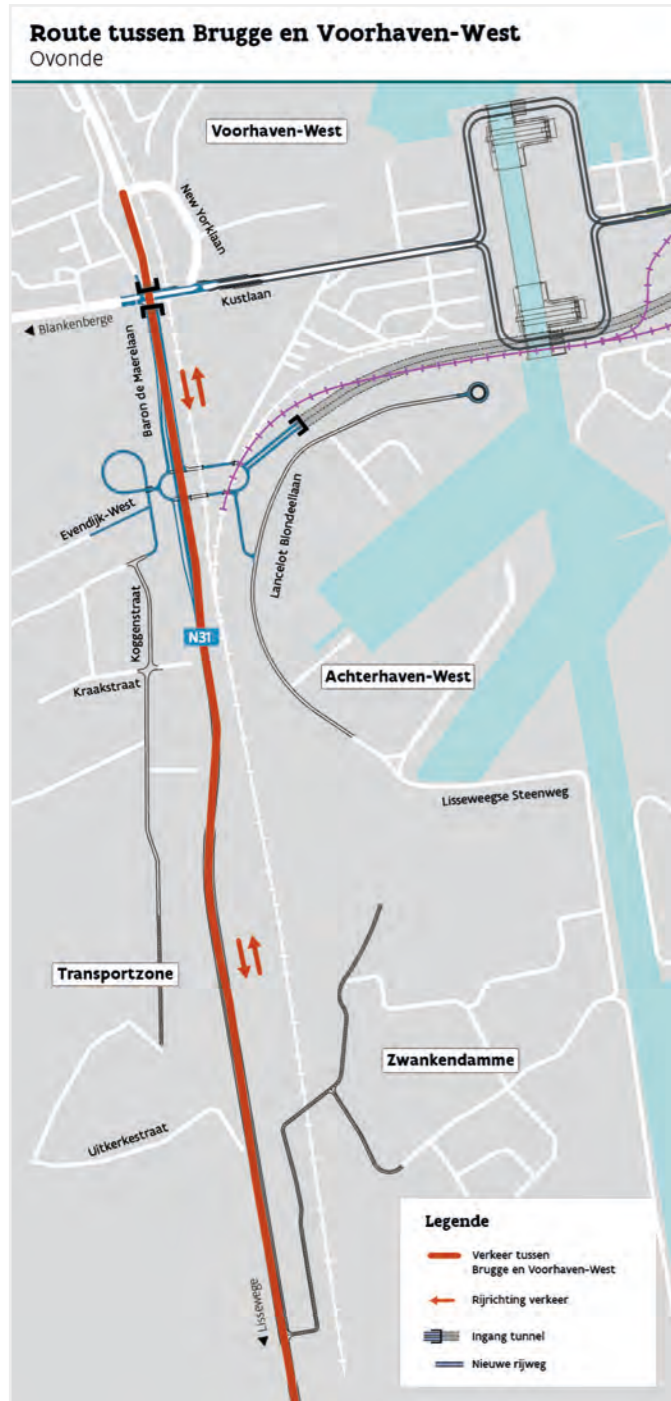 Route tussen Brugge en Voorhaven-West
Ovonde
Voorhaven-West
New Yorklaan
Kustlaan
Blankenberge
Baron de Maerelaan
Evendijk-West
Lancelot Blondeellaan
Koggenstraat
N31
Kraakstraat
Achterhaven-West
Lisseweegse Steenweg
Transportzone
Zwankendamme
Uitkerkestraat
Lissewege
Legende
Verkeer tussen
Brugge en Voorhaven-West
Rijrichting verkeer
Ingang tunnel
Nieuwe rijweg